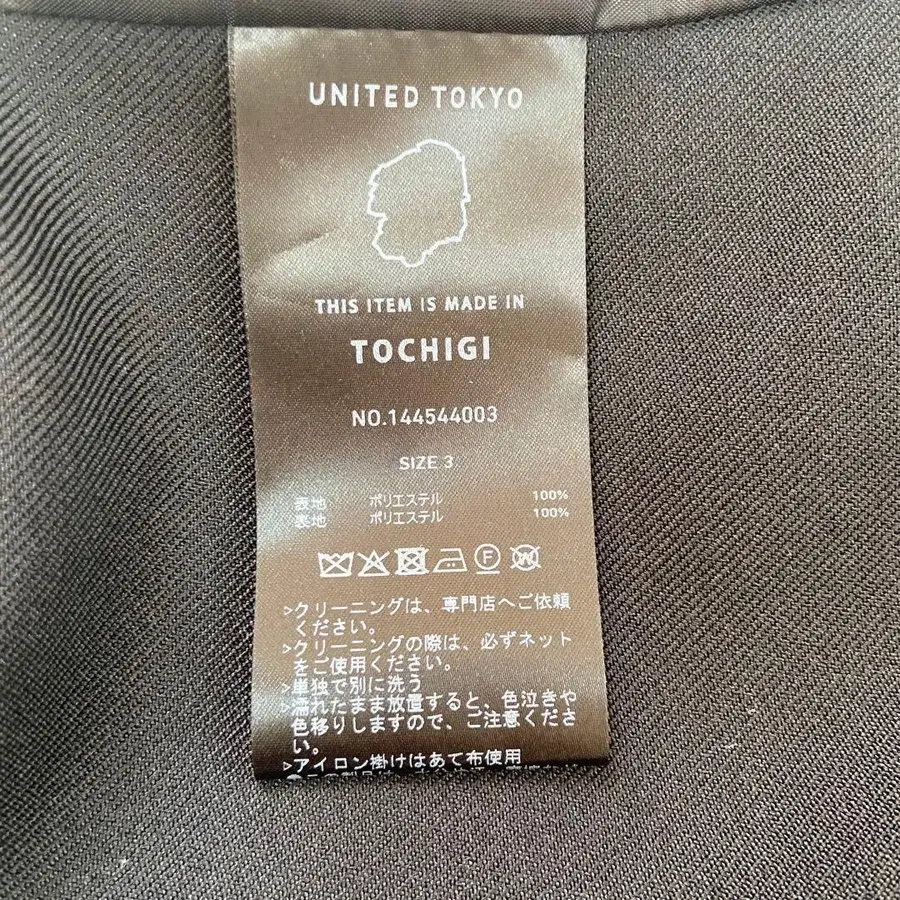 UNITED TOKYO
THIS ITEM IS MADE IN
TOCHIGI
NO.144544003
SIZE 3
表地 ポリエステル 100%
表地 ポリエステル 100%
F
W
>クリーニングは、専門店へご依頼
ください。
>クリーニングの際は、必ずネット
をご使用ください。
>単独で別に洗う
>濡れたまま放置すると、色泣きや
色移りしますので、ご注意くださ
い。
>アイロン掛けはあて布使用